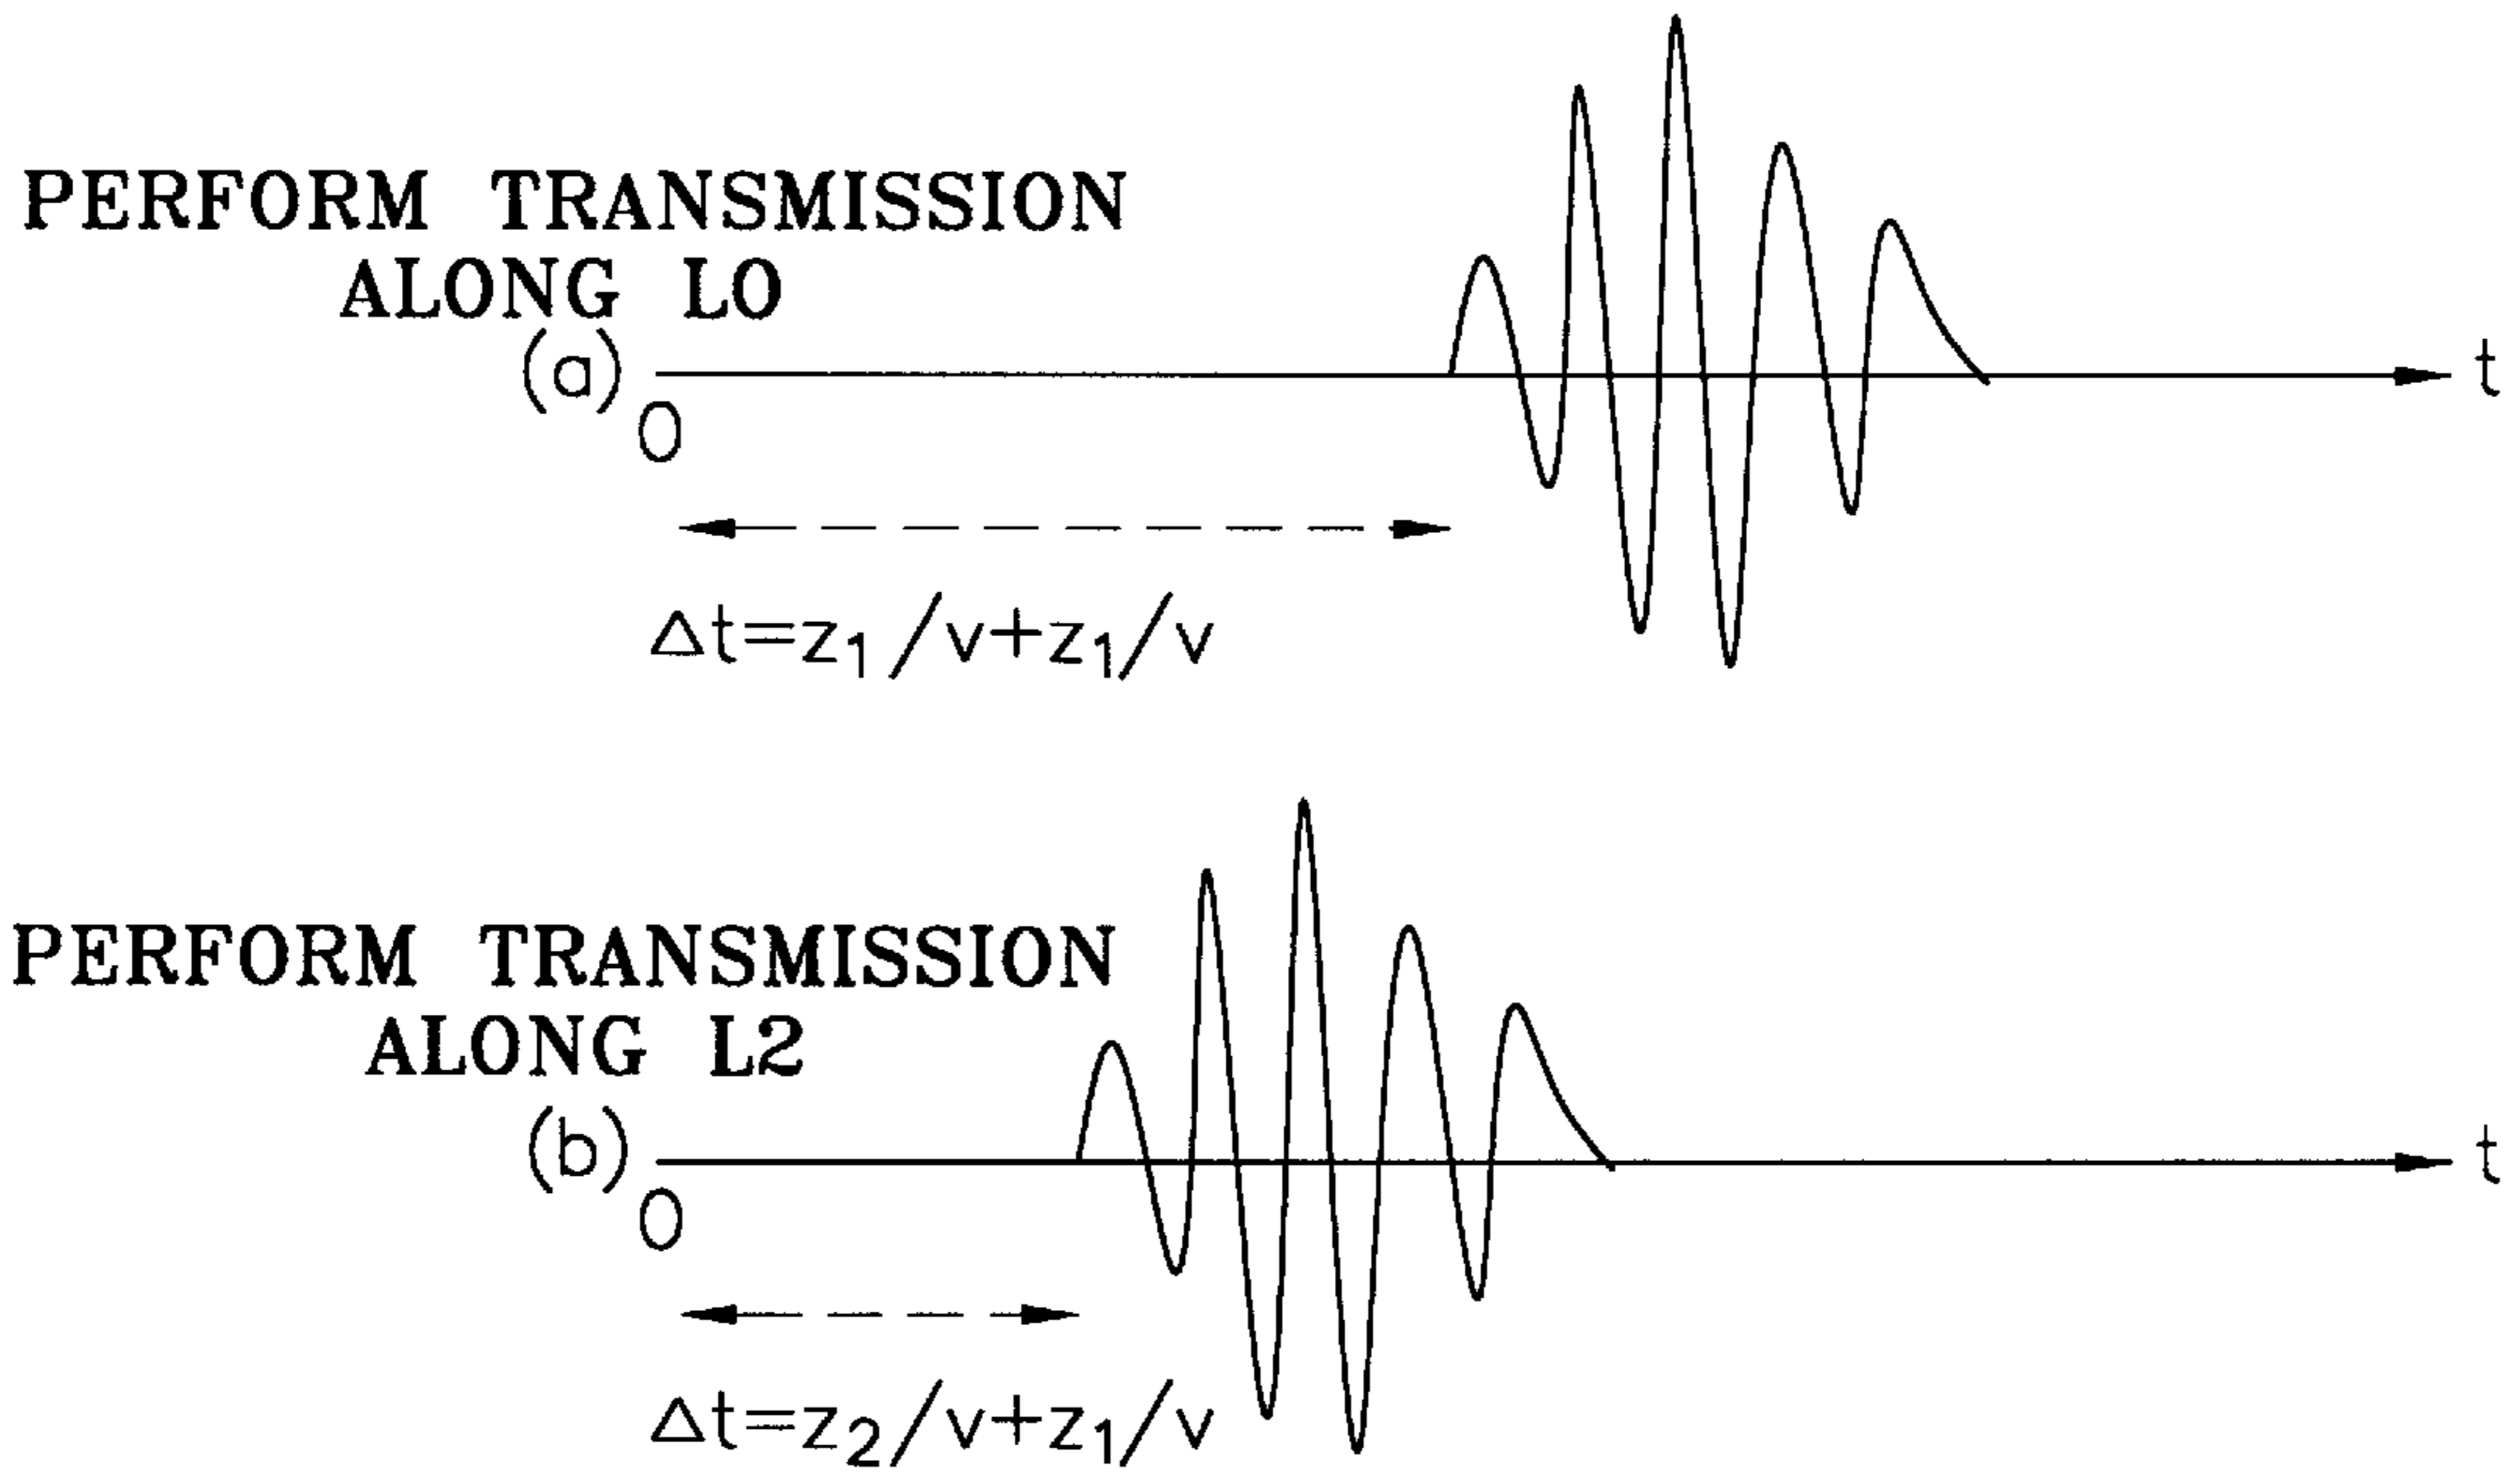 PERFORM TRANSMISSION
ALONG L0
(a)
t
0
Δt=z₁/v+z₁/v
PERFORM TRANSMISSION
ALONG L2
(b)
t
0
Δt=z₂/v+z₁/v